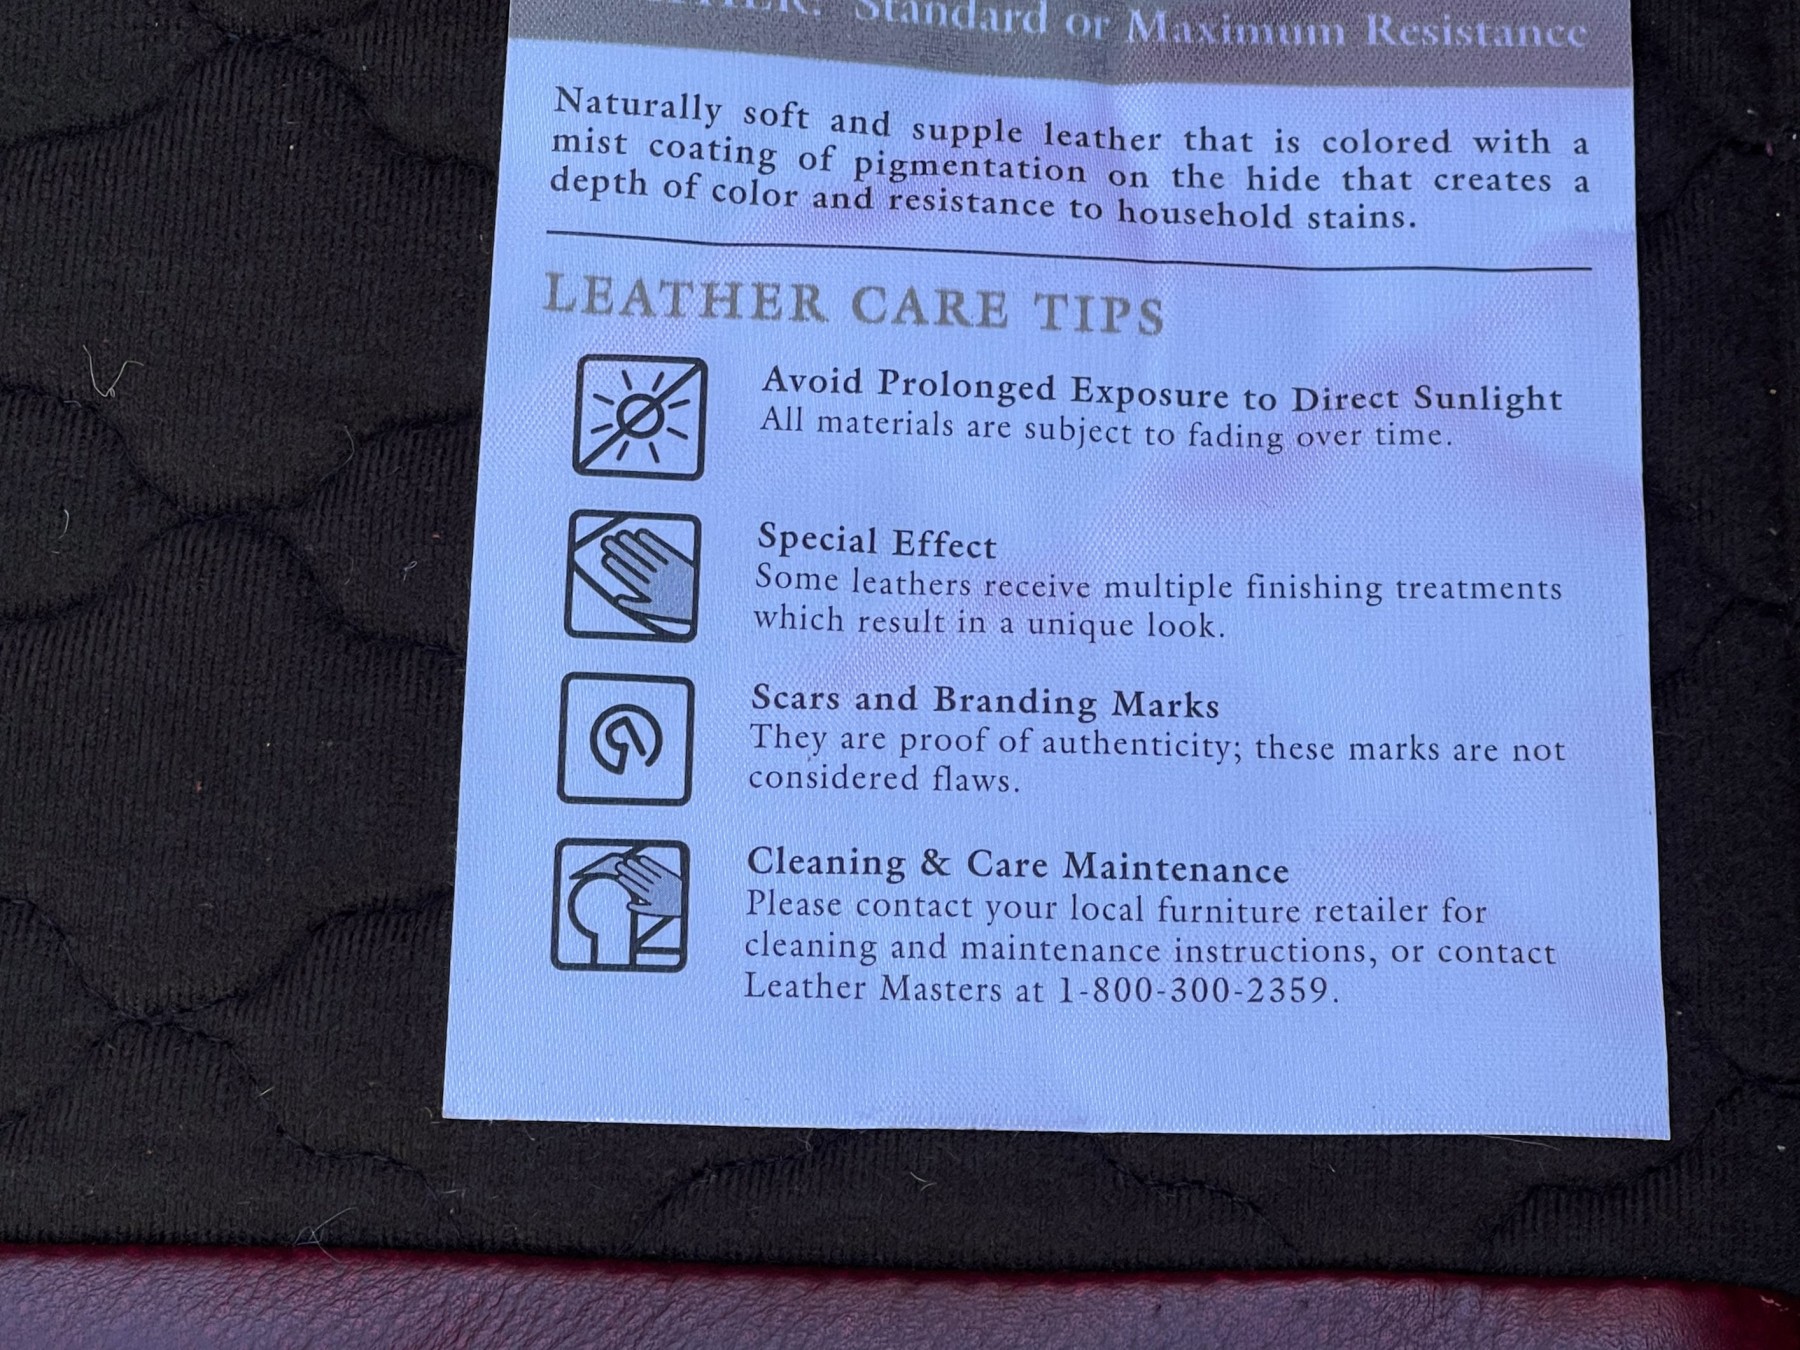 Standard or Maximum Resistance
Naturally soft and supple leather that is colored with a
mist coating of pigmentation on the hide that creates a
depth of color and resistance to household stains.
LEATHER CARE TIPS
Avoid Prolonged Exposure to Direct Sunlight
All materials are subject to fading over time.
Special Effect
Some leathers receive multiple finishing treatments
which result in a unique look.
Scars and Branding Marks
They are proof of authenticity; these marks are not
considered flaws.
Cleaning & Care Maintenance
Please contact your local furniture retailer for
cleaning and maintenance instructions, or contact
Leather Masters at 1-800-300-2359.